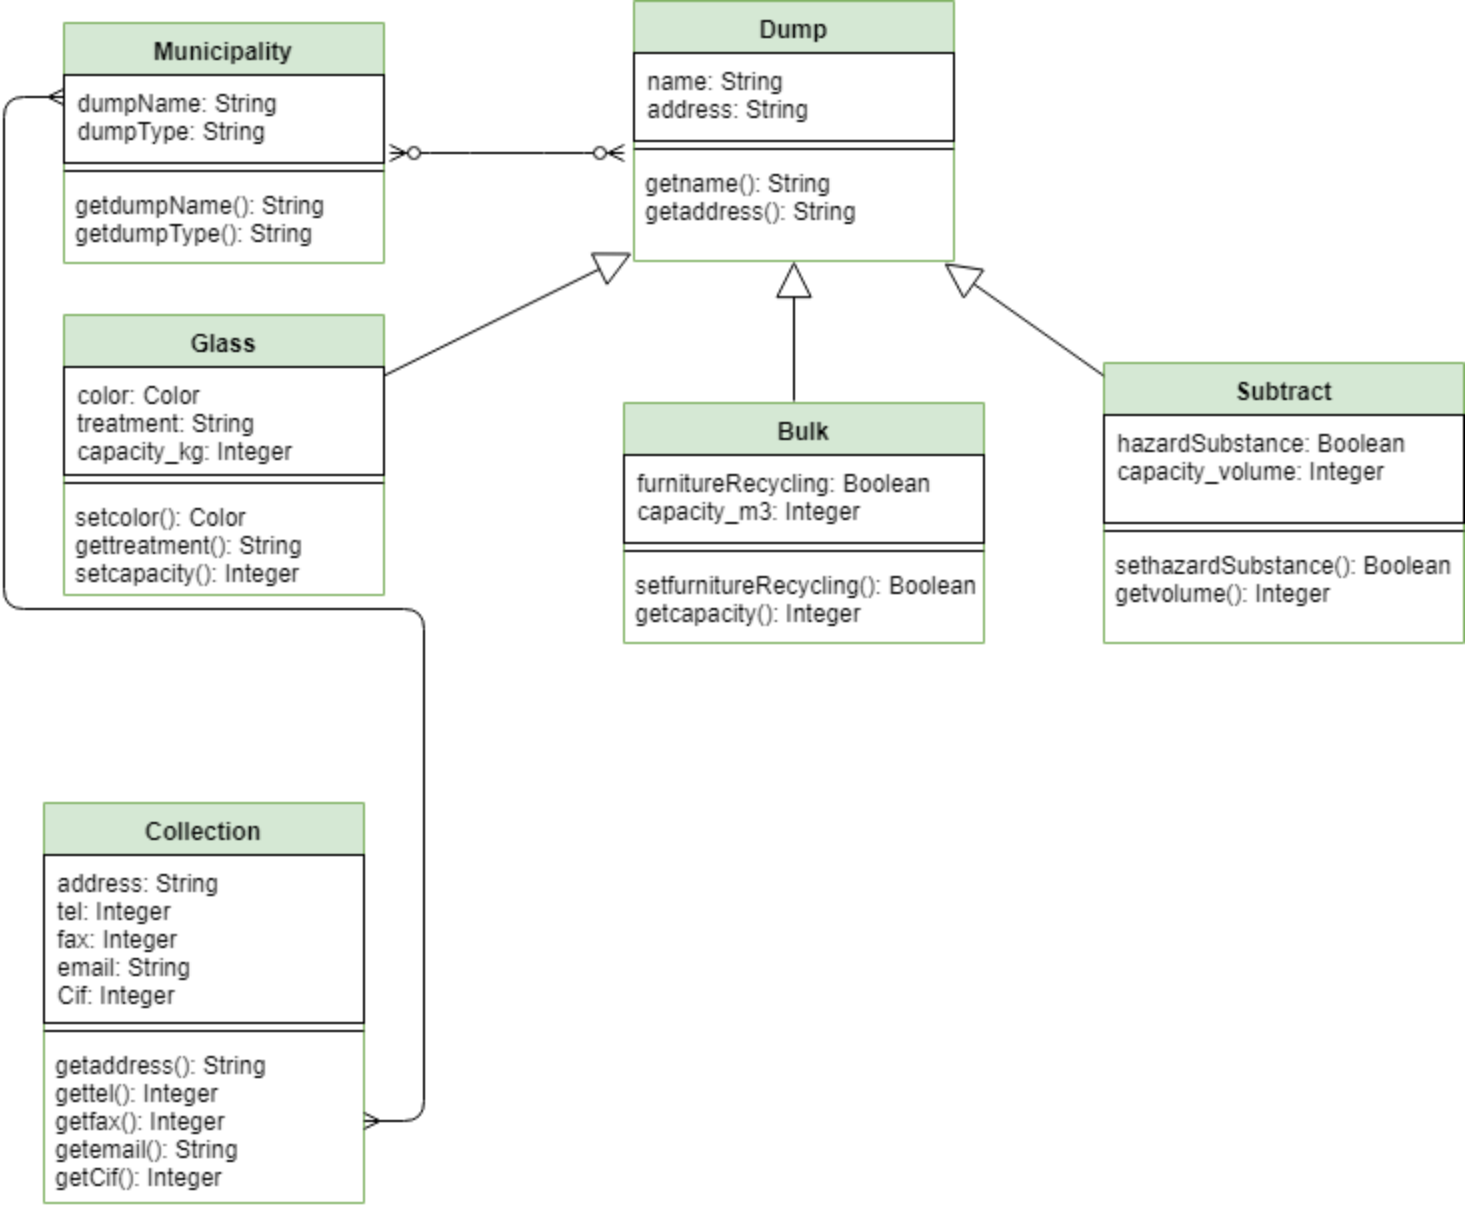 Municipality
dumpName: String
dumpType: String
getdumpName(): String
getdumpType(): String
Dump
name: String
address: String
getname(): String
getaddress(): String
Glass
color: Color
treatment: String
capacity_kg: Integer
setcolor(): Color
gettreatment(): String
setcapacity(): Integer
Bulk
furnitureRecycling: Boolean
capacity_m3: Integer
setfurnitureRecycling(): Boolean
getcapacity(): Integer
Subtract
hazardSubstance: Boolean
capacity_volume: Integer
sethazardSubstance(): Boolean
getvolume(): Integer
Collection
address: String
tel: Integer
fax: Integer
email: String
Cif: Integer
getaddress(): String
gettel(): Integer
getfax(): Integer
getemail(): String
getCif(): Integer